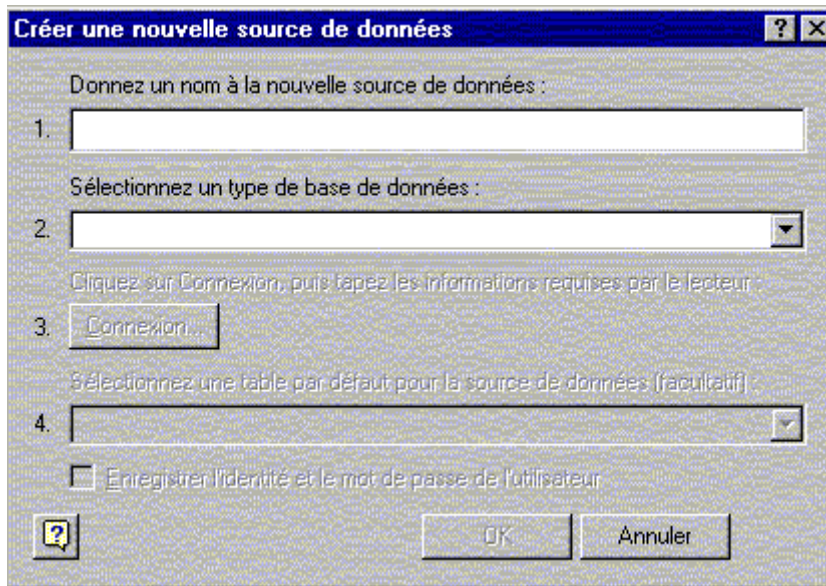 Créer une nouvelle source de données
Donnez un nom à la nouvelle source de données :
1.
Sélectionnez un type de base de données :
2.
Cliquez sur Connexion, puis tapez les informations requises par le lecteur :
3. Connexion...
Sélectionnez une table par défaut pour la source de données (facultatif) :
4.
Enregistrer l'identité et le mot de passe de l'utilisateur
OK Annuler